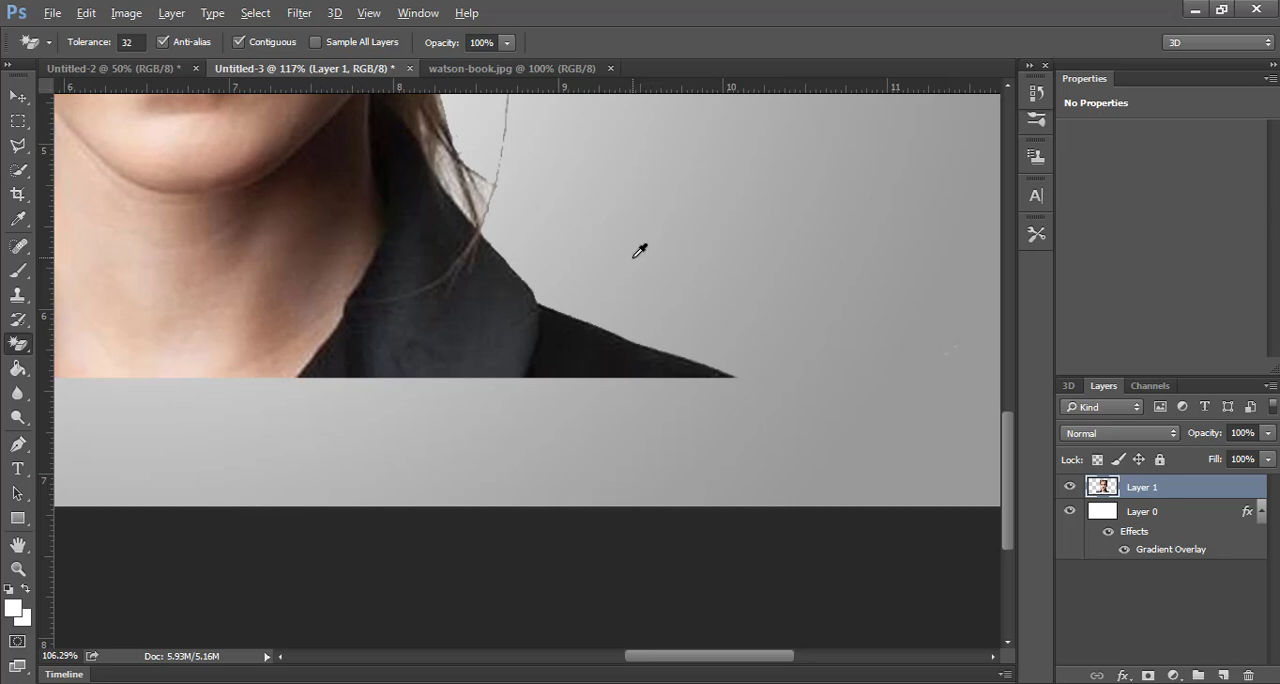 Ps File Edit Image Layer Type Select Filter 3D View Window Help
Tolerance: 32 Anti-alias Contiguous Sample All Layers Opacity: 100% 3D
Untitled-2 @ 50% (RGB/8) * × Untitled-3 @ 117% (Layer 1, RGB/8) * × watson-book.jpg @ 100% (RGB/8) ×
6 7 8 9 10 11
5
6
7
8
Properties
No Properties
3D Layers Channels
Kind
Normal Opacity: 100%
Lock: Fill: 100%
Layer 1
Layer 0 fx
Effects
Gradient Overlay
106.29% Doc: 5.93M/5.16M
Timeline